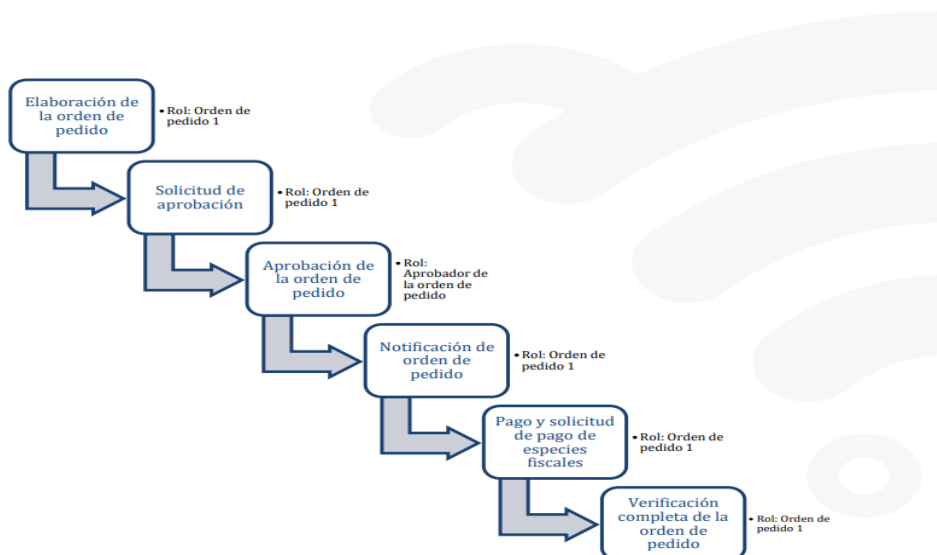 Elaboración de
la orden de
pedido
• Rol: Orden de
pedido 1
Solicitud de
aprobación
• Rol: Orden de
pedido 1
Aprobación de
la orden de
pedido
• Rol:
Aprobador de
la orden de
pedido
Notificación de
orden de
pedido
• Rol: Orden de
pedido 1
Pago y solicitud
de pago de
especies
fiscales
• Rol: Orden de
pedido 1
Verificación
completa de la
orden de
pedido
• Rol: Orden de
pedido 1